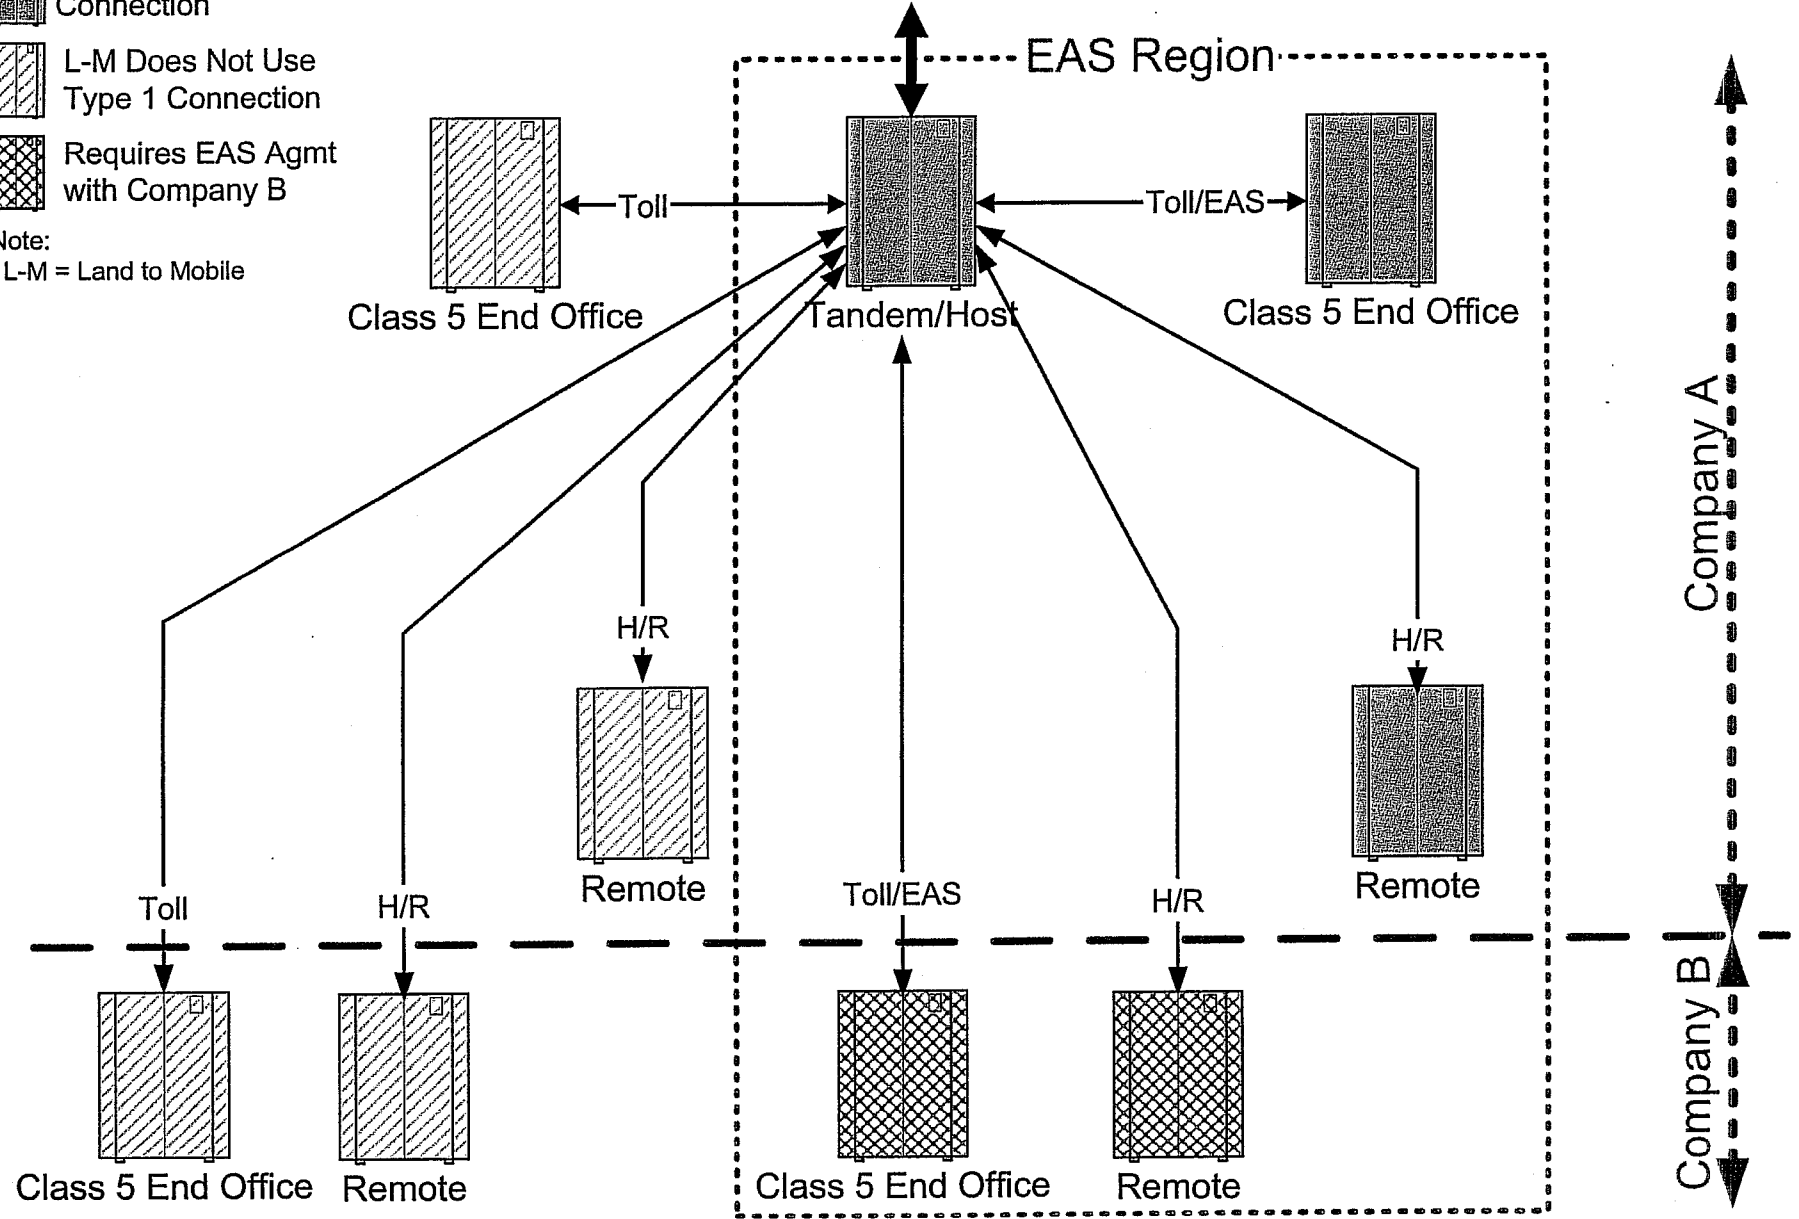 Connection
L-M Does Not Use
Type 1 Connection
Requires EAS Agmt
with Company B
Note:
L-M = Land to Mobile
EAS Region
Toll
Toll/EAS
Class 5 End Office
Tandem/Host
Class 5 End Office
Company A
H/R
H/R
Remote
Remote
Toll
H/R
Toll/EAS
H/R
Company B
Class 5 End Office
Remote
Class 5 End Office
Remote